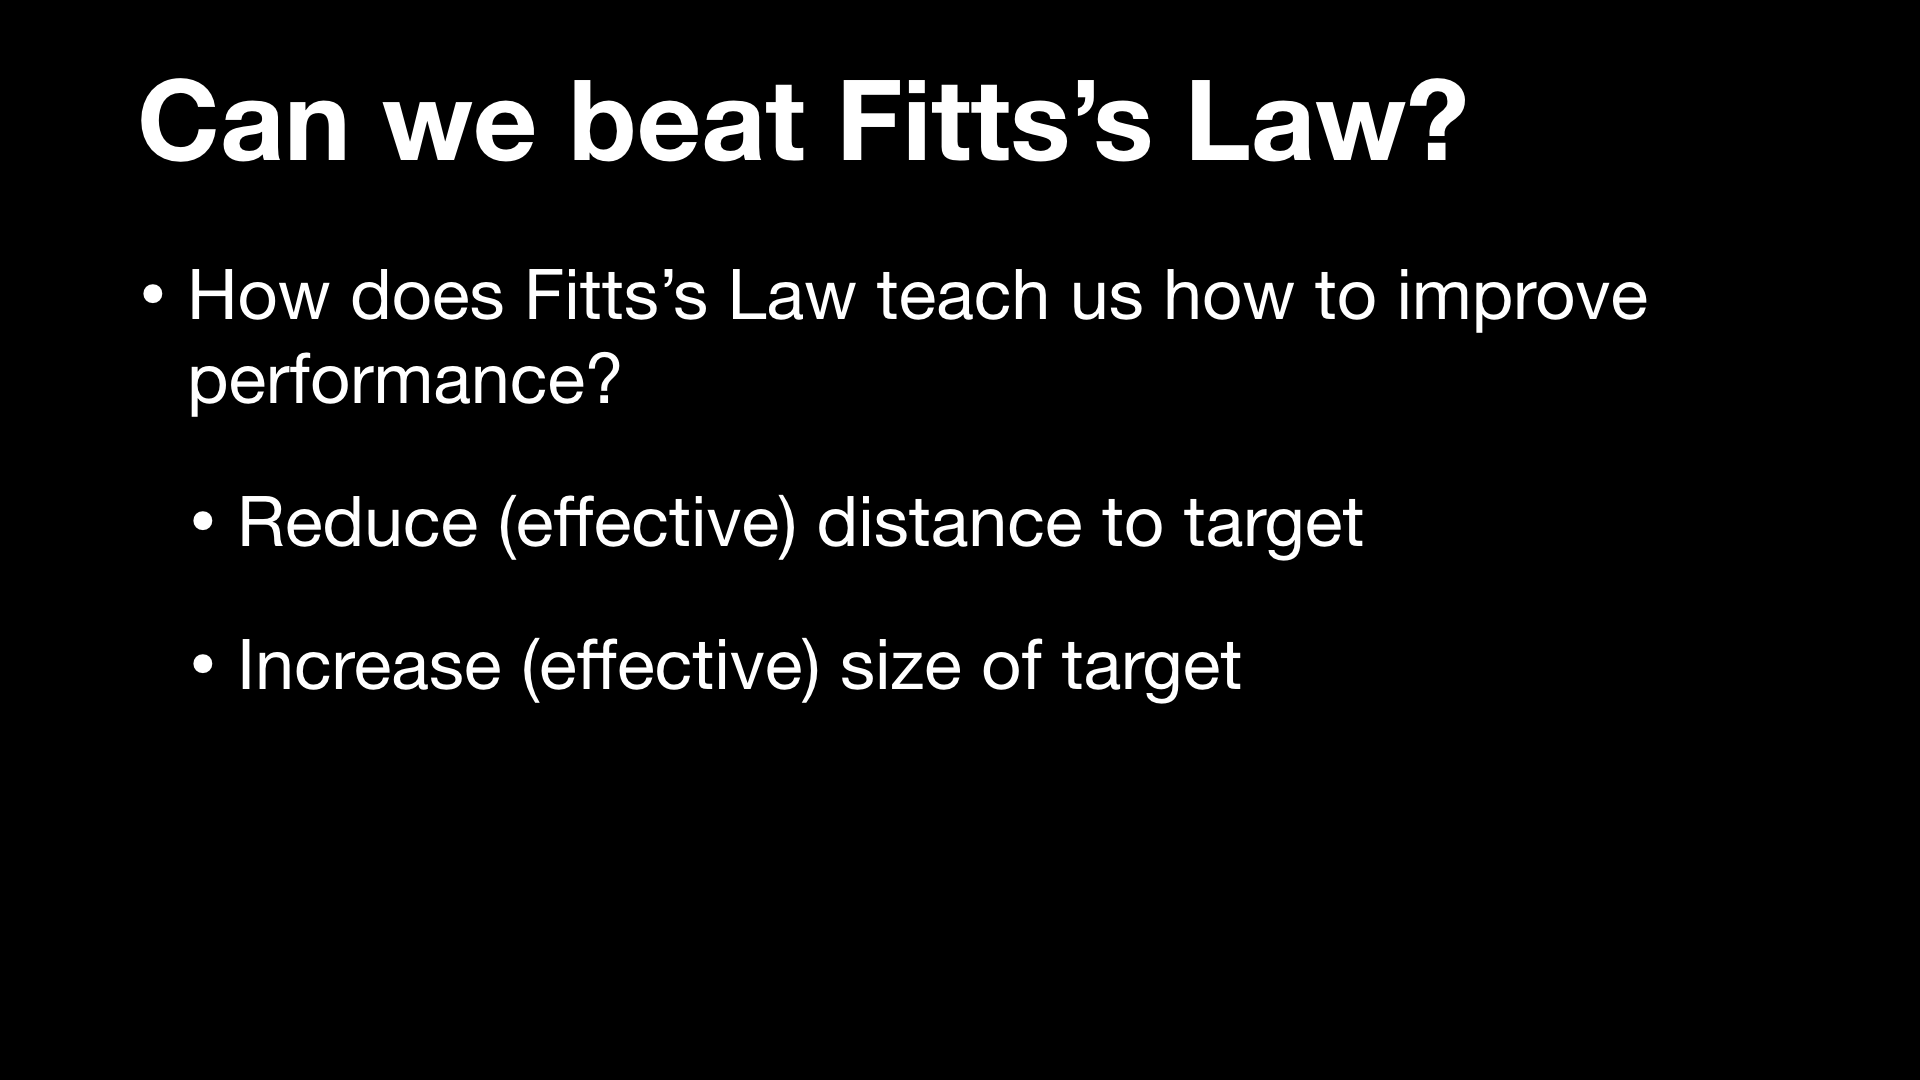 Can we beat Fitts’s Law?
• How does Fitts’s Law teach us how to improve
performance?
• Reduce (effective) distance to target
• Increase (effective) size of target